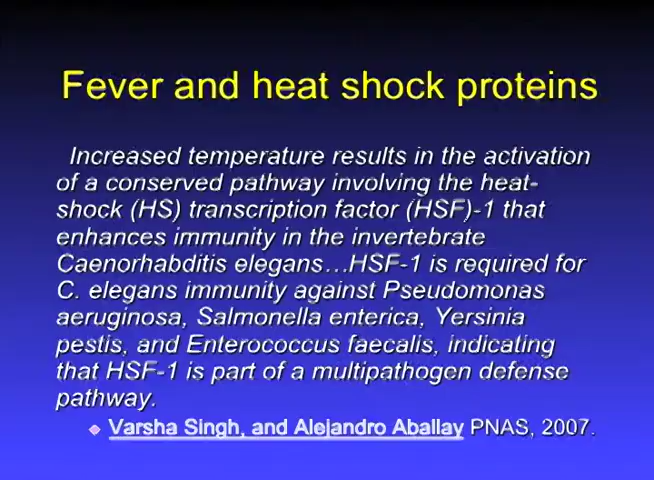 Fever and heat shock proteins
Increased temperature results in the activation
of a conserved pathway involving the heat-
shock (HS) transcription factor (HSF)-1 that
enhances immunity in the invertebrate
Caenorhabditis elegans…HSF-1 is required for
C. elegans immunity against Pseudomonas
aeruginosa, Salmonella enterica, Yersinia
pestis, and Enterococcus faecalis, indicating
that HSF-1 is part of a multipathogen defense
pathway.
Varsha Singh, and Alejandro Aballay PNAS, 2007.